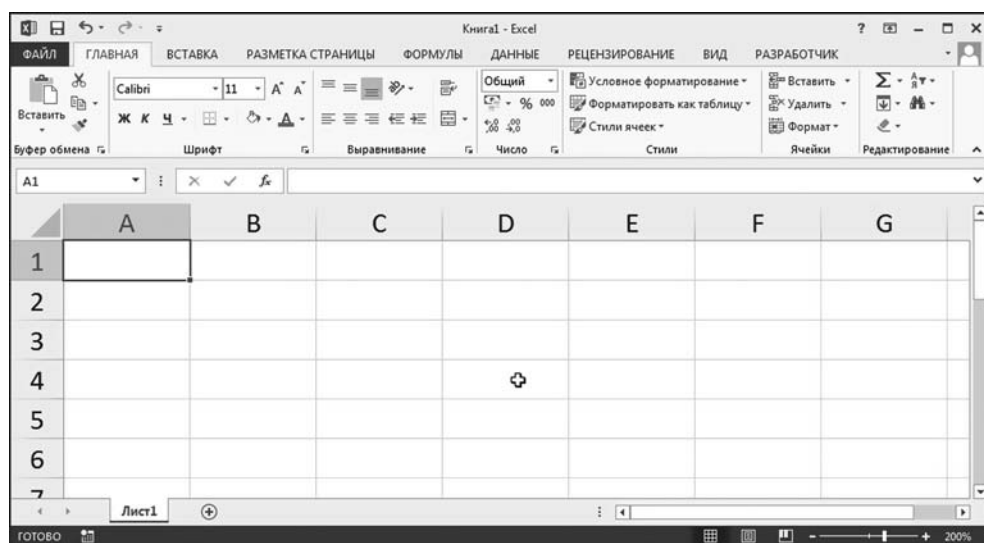 Книга1 - Excel
ФАЙЛ ГЛАВНАЯ ВСТАВКА РАЗМЕТКА СТРАНИЦЫ ФОРМУЛЫ ДАННЫЕ РЕЦЕНЗИРОВАНИЕ ВИД РАЗРАБОТЧИК
Вставить
Буфер обмена
Calibri 11
Ж К Ч
Шрифт
Выравнивание
Общий
% 000
Число
Условное форматирование
Форматировать как таблицу
Стили ячеек
Стили
Вставить
Удалить
Формат
Ячейки
Σ
Редактирование
A1 fx
A B C D E F G
1
2
3
4
5
6
7
Лист1
ГОТОВО 200%